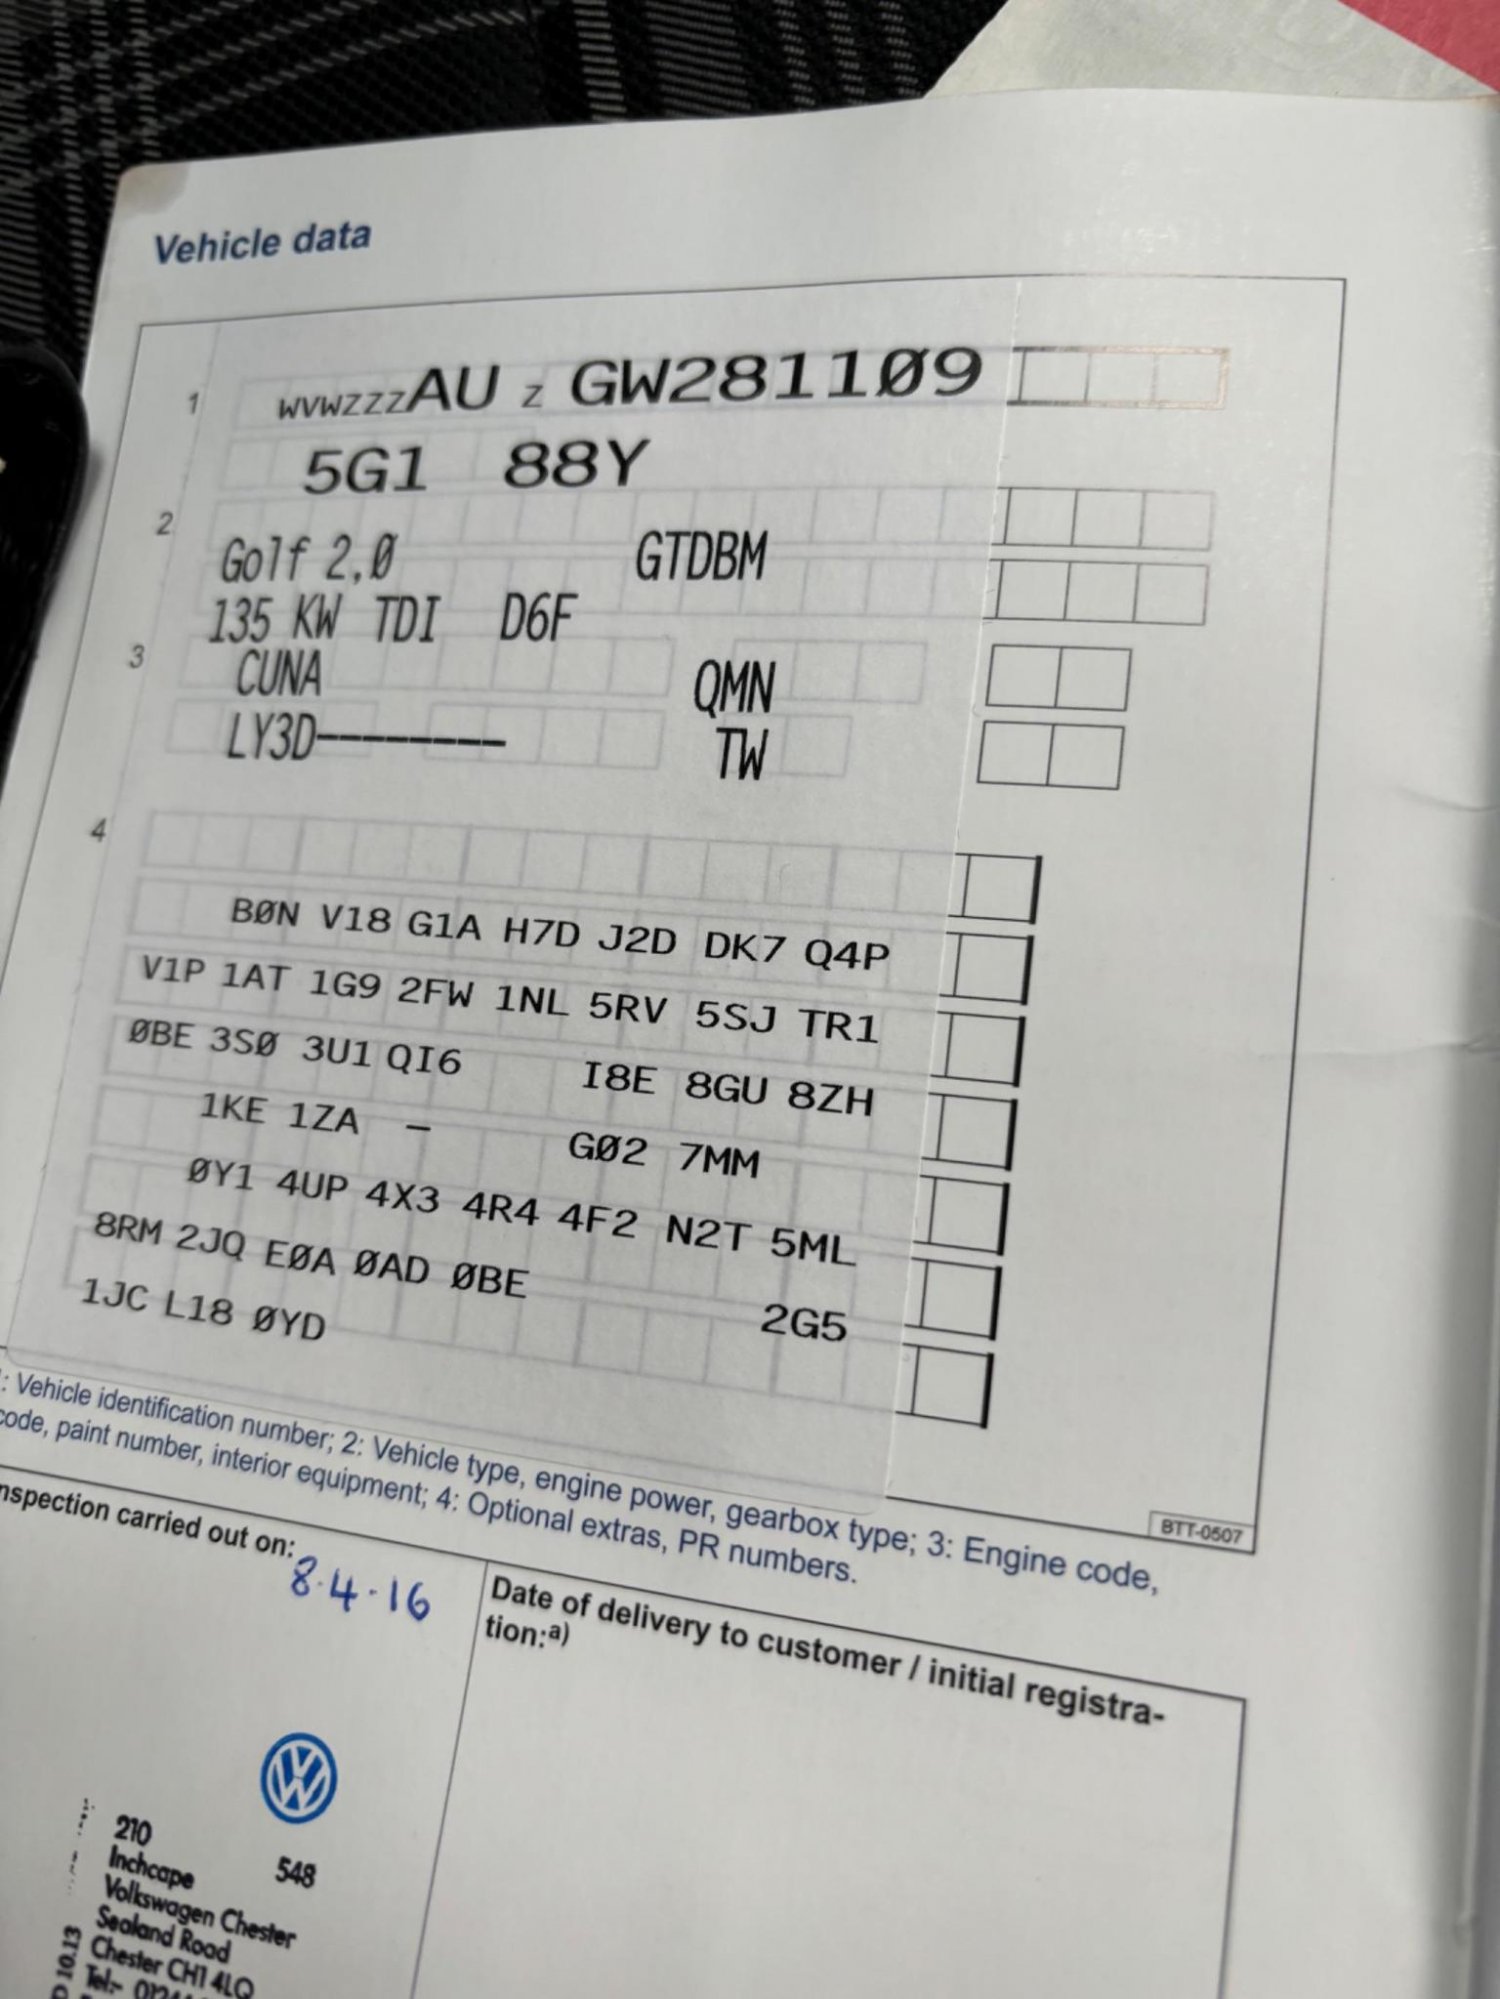 Vehicle data
1 WVWZZZAU Z GW2811Ø9
5G1 88Y
2
Golf 2,Ø GTDBM
135 KW TDI D6F
3 CUNA QMN
LY3D--------- TW
4
BØN V18 G1A H7D J2D DK7 Q4P
V1P 1AT 1G9 2FW 1NL 5RV 5SJ TR1
ØBE 3SØ 3U1 QI6 I8E 8GU 8ZH
1KE 1ZA - GØ2 7MM
ØY1 4UP 4X3 4R4 4F2 N2T 5ML
8RM 2JQ EØA ØAD ØBE 2G5
1JC L18 ØYD
: Vehicle identification number; 2: Vehicle type, engine power, gearbox type; 3: Engine code,
code, paint number, interior equipment; 4: Optional extras, PR numbers.
BTT-0507
nspection carried out on:
8.4.16
Date of delivery to customer / initial registra-
tion:a)
210
Inchcape 548
Volkswagen Chester
Sealand Road
Chester CH1 4LQ
Tel:-
10.13